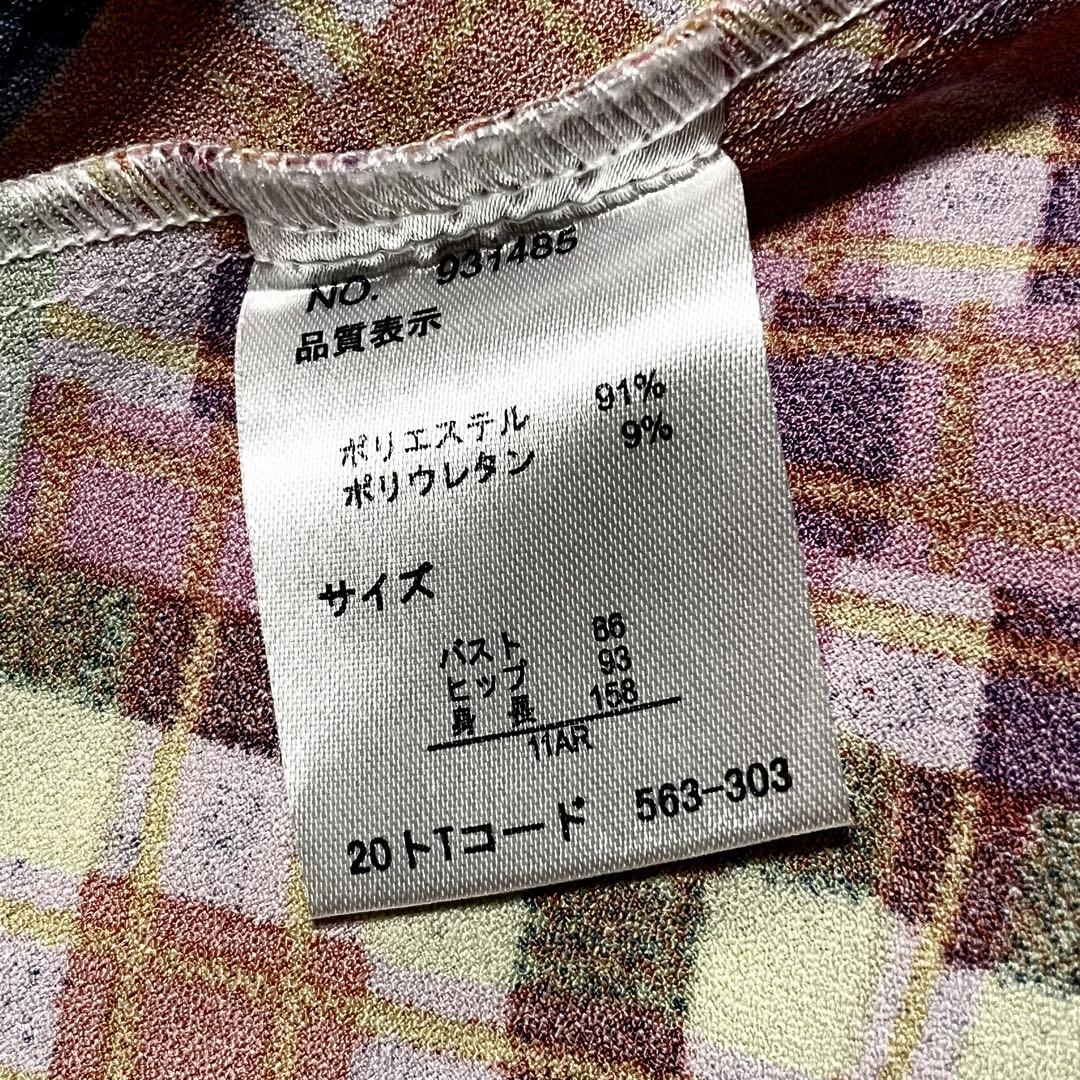 NO. 931485
品質表示
ポリエステル 91%
ポリウレタン 9%
サイズ
バスト 86
ヒップ 93
身長 158
11AR
20トTコード 563-303